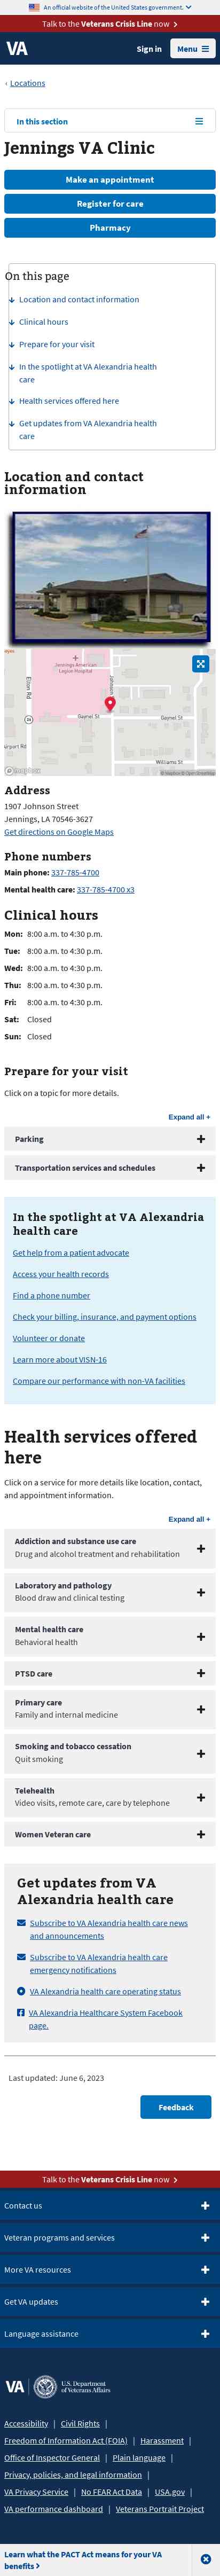 An official website of the United States government.
Talk to the Veterans Crisis Line now
VA
Sign in
Menu
Locations
In this section
Jennings VA Clinic
Make an appointment
Register for care
Pharmacy
On this page
Location and contact information
Clinical hours
Prepare for your visit
In the spotlight at VA Alexandria health
care
Health services offered here
Get updates from VA Alexandria health
care
Location and contact
information
Jennings American
Legion Hospital
Elton Rd
Johnson
Gaynel St
Gaynel St
Williams St
mapbox
© Mapbox © OpenStreetMap
Address
1907 Johnson Street
Jennings, LA 70546-3627
Get directions on Google Maps
Phone numbers
Main phone: 337-785-4700
Mental health care: 337-785-4700 x3
Clinical hours
Mon: 8:00 a.m. to 4:30 p.m.
Tue: 8:00 a.m. to 4:30 p.m.
Wed: 8:00 a.m. to 4:30 p.m.
Thu: 8:00 a.m. to 4:30 p.m.
Fri: 8:00 a.m. to 4:30 p.m.
Sat: Closed
Sun: Closed
Prepare for your visit
Click on a topic for more details.
Expand all +
Parking
Transportation services and schedules
In the spotlight at VA Alexandria
health care
Get help from a patient advocate
Access your health records
Find a phone number
Check your billing, insurance, and payment options
Volunteer or donate
Learn more about VISN-16
Compare our performance with non-VA facilities
Health services offered
here
Click on a service for more details like location, contact,
and appointment information.
Expand all +
Addiction and substance use care
Drug and alcohol treatment and rehabilitation
Laboratory and pathology
Blood draw and clinical testing
Mental health care
Behavioral health
PTSD care
Primary care
Family and internal medicine
Smoking and tobacco cessation
Quit smoking
Telehealth
Video visits, remote care, care by telephone
Women Veteran care
Get updates from VA
Alexandria health care
Subscribe to VA Alexandria health care news
and announcements
Subscribe to VA Alexandria health care
emergency notifications
VA Alexandria health care operating status
VA Alexandria Healthcare System Facebook
page.
Last updated: June 6, 2023
Feedback
Talk to the Veterans Crisis Line now
Contact us
Veteran programs and services
More VA resources
Get VA updates
Language assistance
VA
U.S. Department
of Veterans Affairs
Accessibility | Civil Rights |
Freedom of Information Act (FOIA) | Harassment |
Office of Inspector General | Plain language |
Privacy, policies, and legal information |
VA Privacy Service | No FEAR Act Data | USA.gov |
VA performance dashboard | Veterans Portrait Project
Learn what the PACT Act means for your VA
benefits